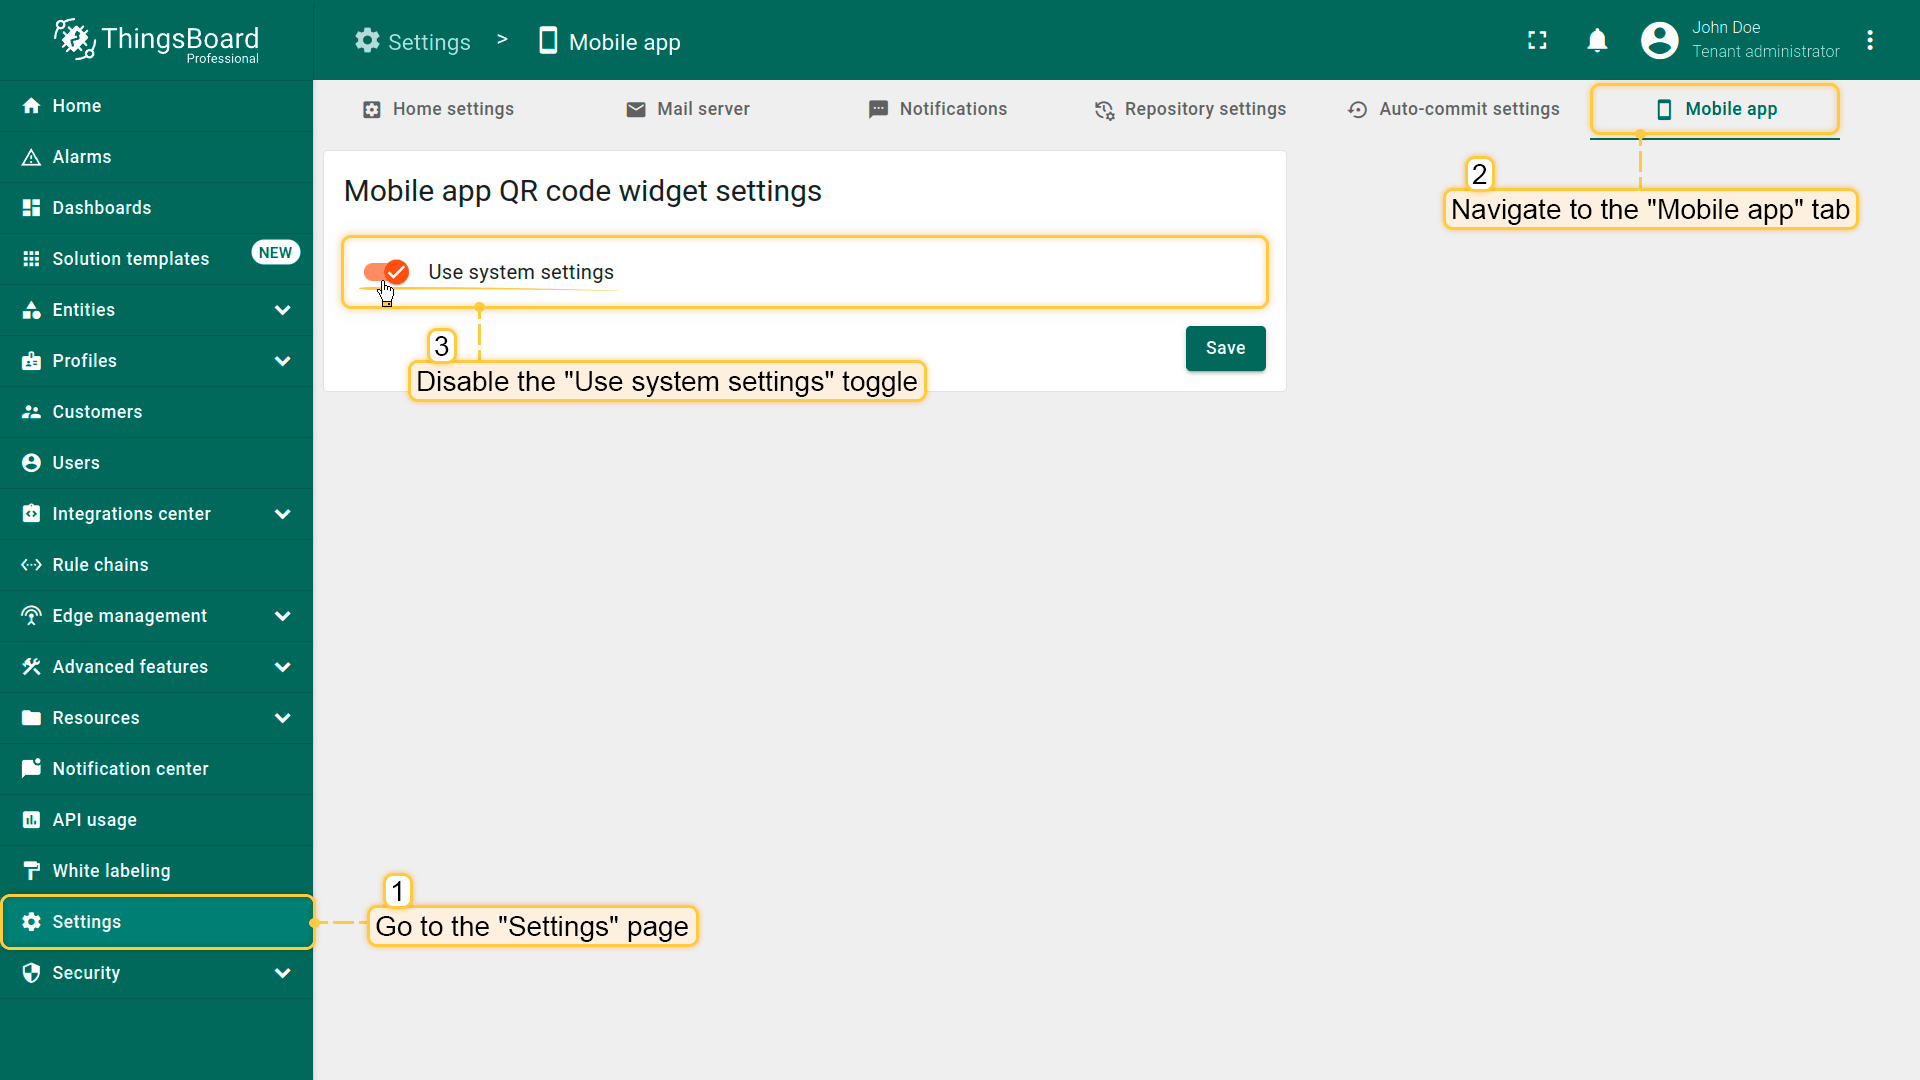 ThingsBoard
Professional
Settings > Mobile app
John Doe
Tenant administrator
Home
Alarms
Dashboards
Solution templates NEW
Entities
Profiles
Customers
Users
Integrations center
Rule chains
Edge management
Advanced features
Resources
Notification center
API usage
White labeling
Settings
Security
Home settings
Mail server
Notifications
Repository settings
Auto-commit settings
Mobile app
2
Navigate to the "Mobile app" tab
Mobile app QR code widget settings
Use system settings
3
Disable the "Use system settings" toggle
Save
1
Go to the "Settings" page